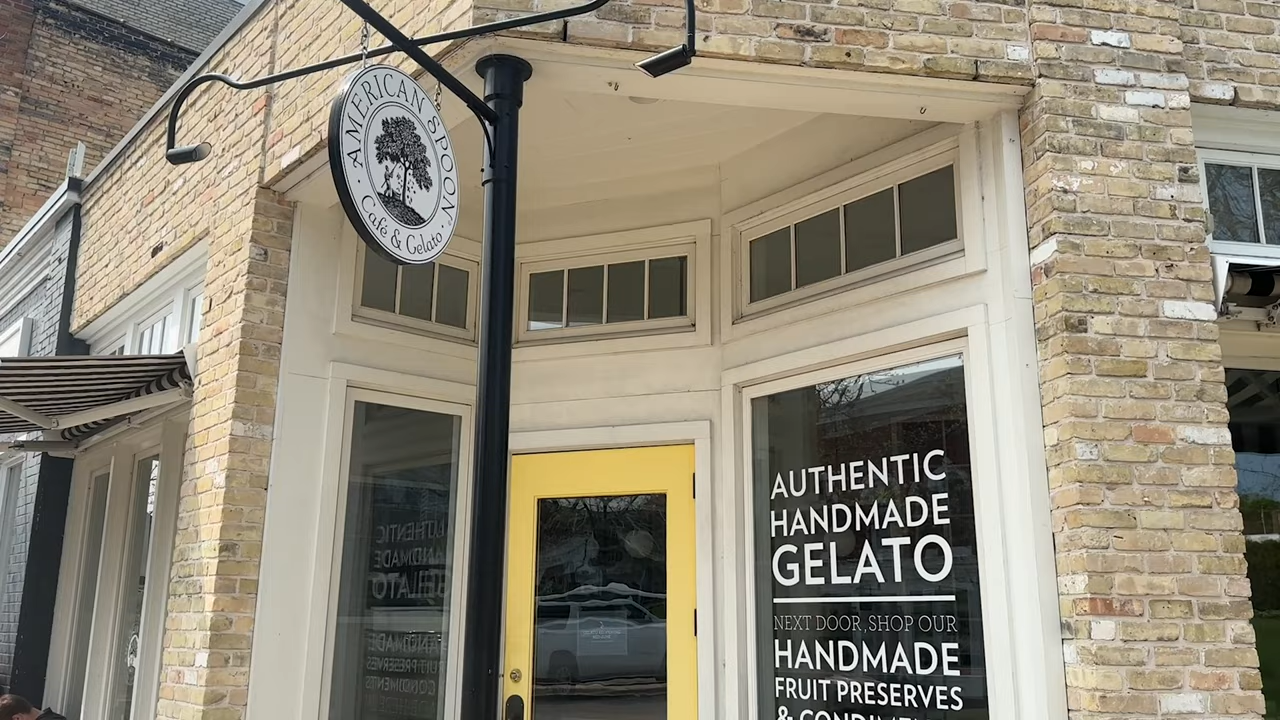 AMERICAN SPOON
Café & Gelato
AUTHENTIC
HANDMADE
GELATO
NEXT DOOR, SHOP OUR
HANDMADE
FRUIT PRESERVES
&